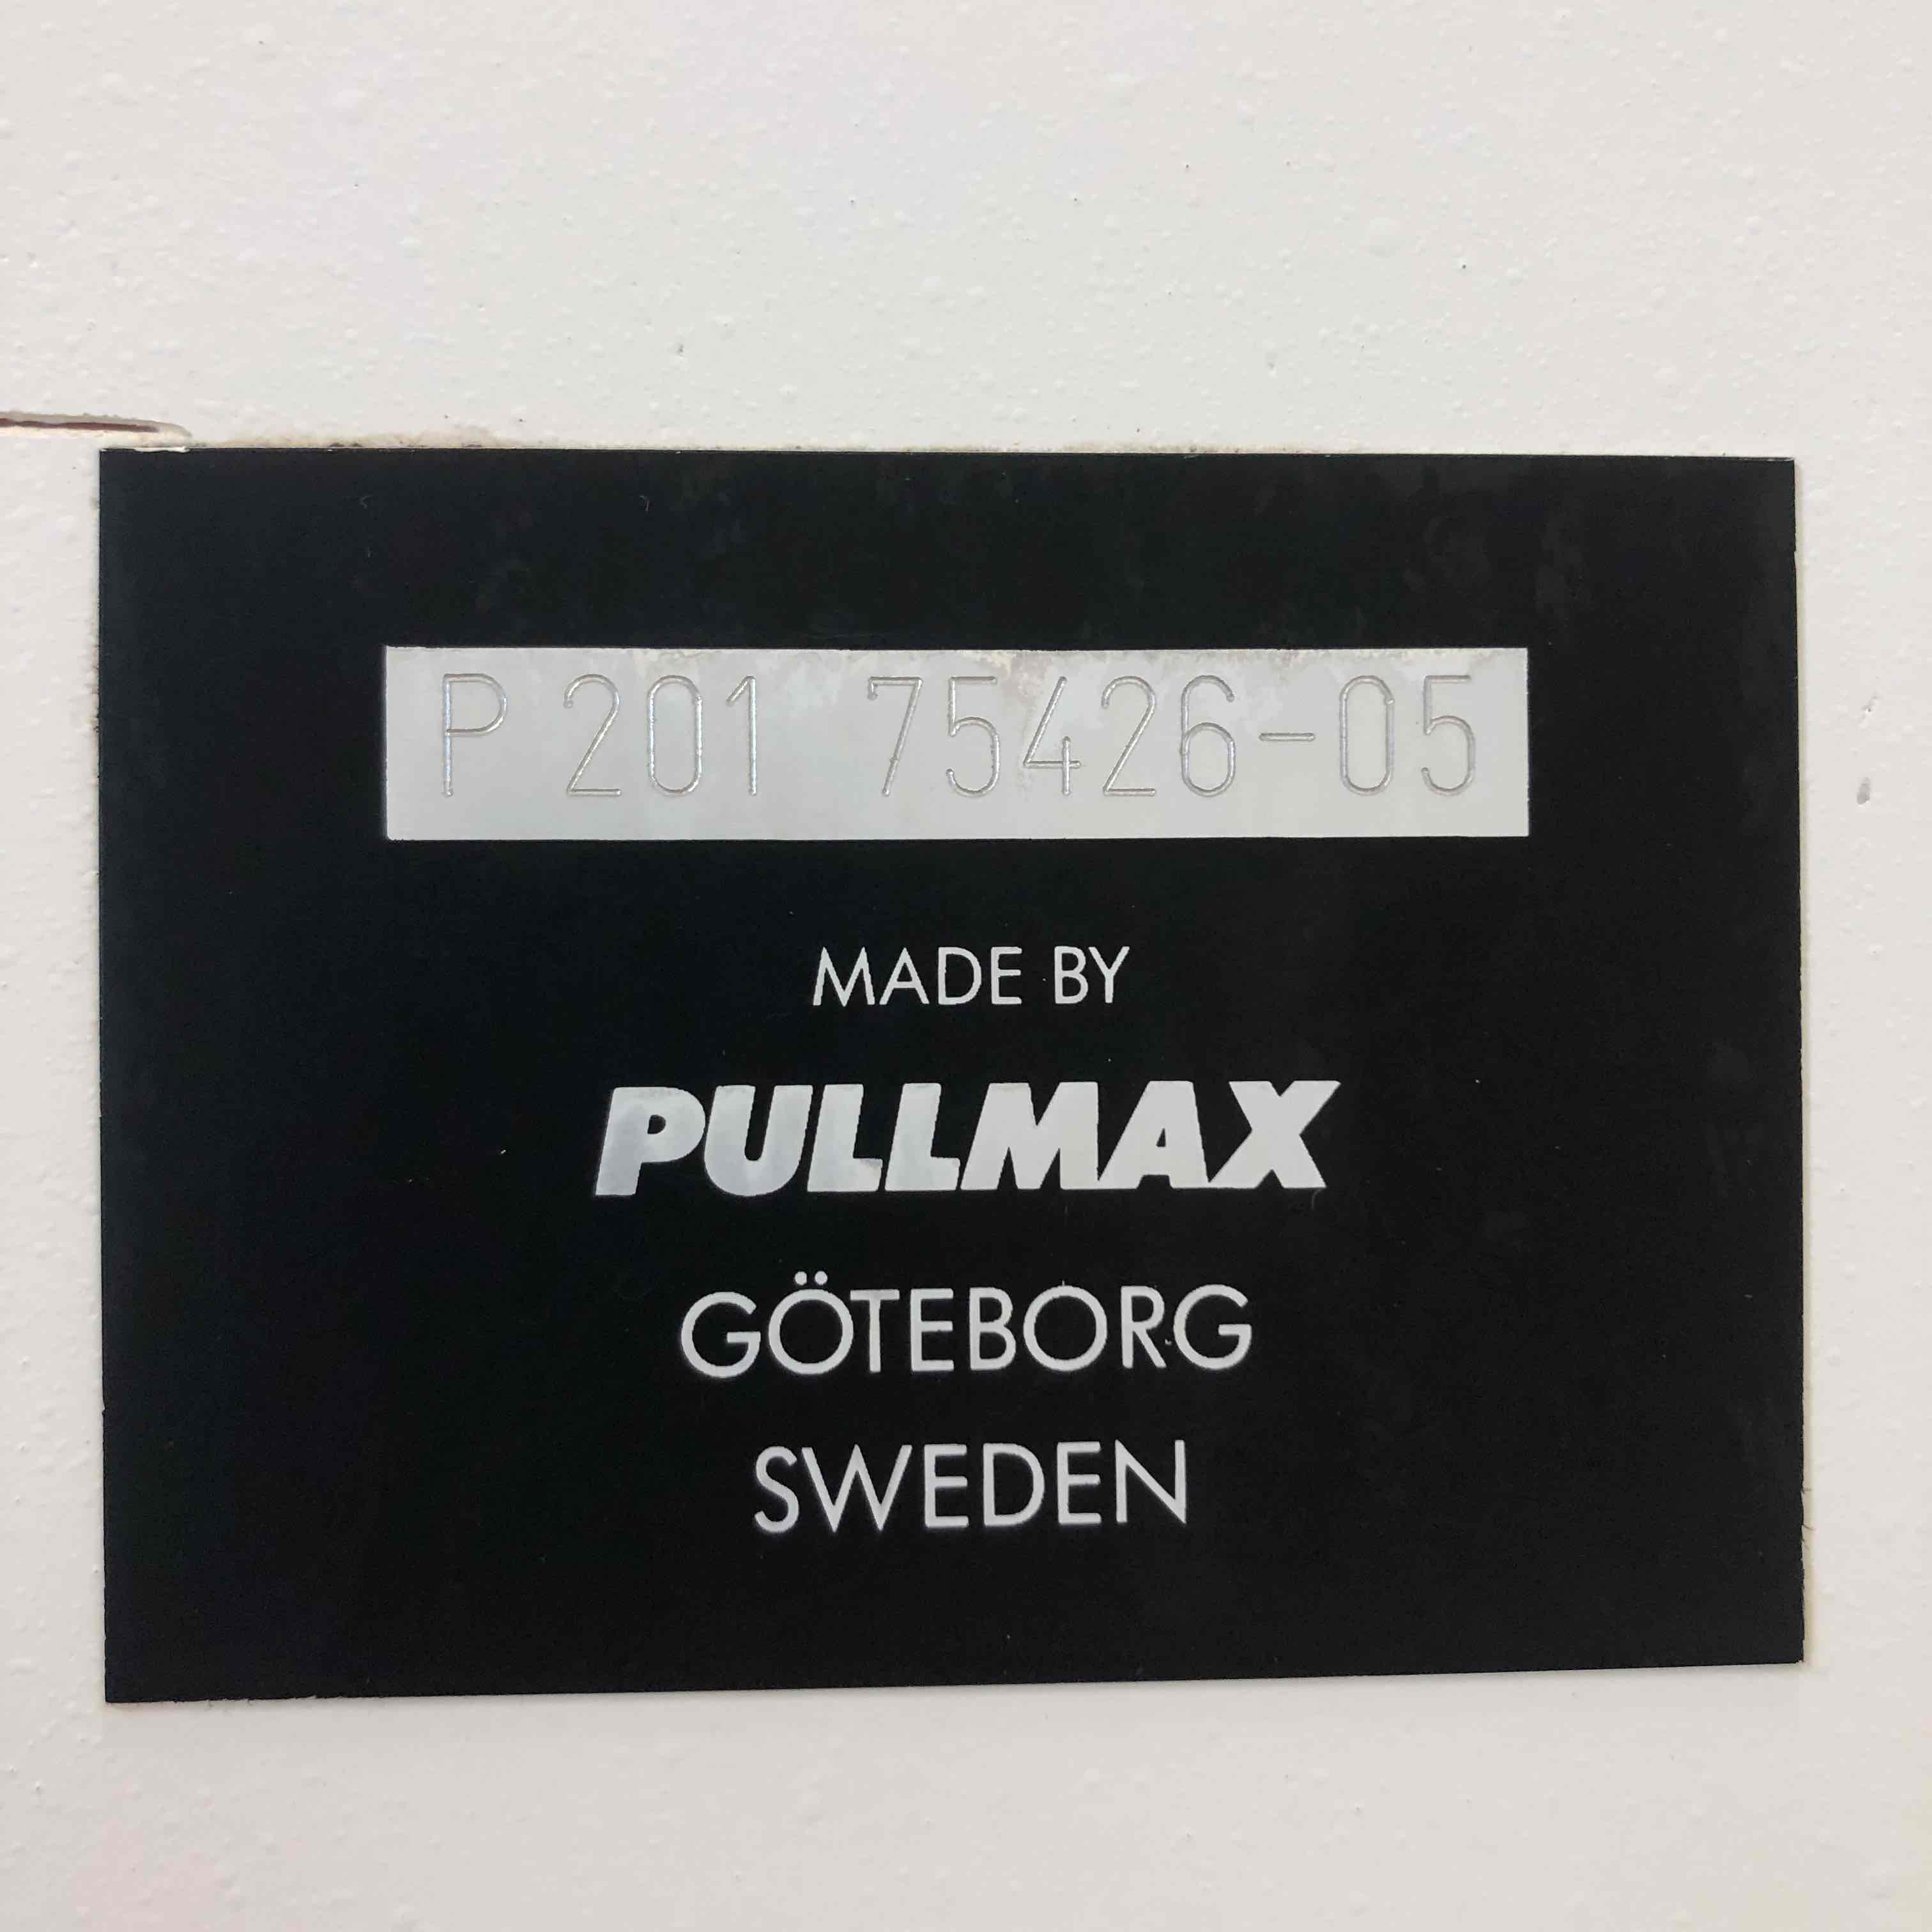 P 201 75426-05
MADE BY
PULLMAX
GÖTEBORG
SWEDEN